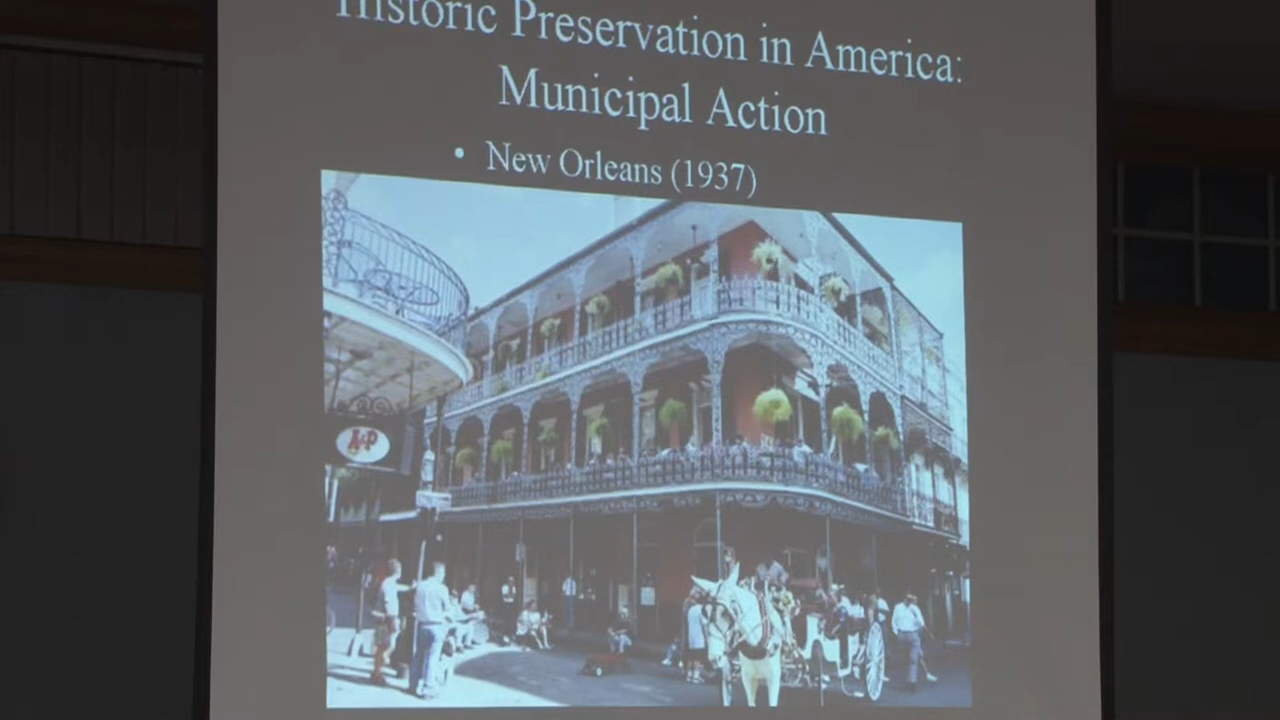 Historic Preservation in America:
Municipal Action
• New Orleans (1937)
A&P